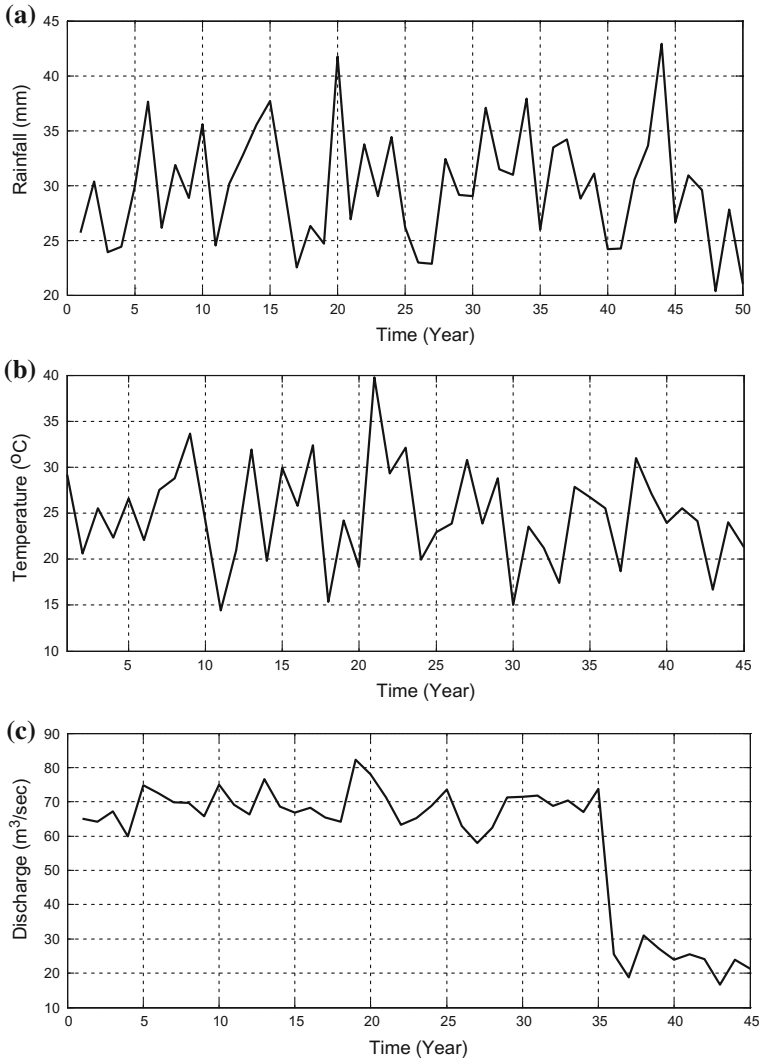 (a)
45
40
35
30
25
20
Rainfall (mm)
0 5 10 15 20 25 30 35 40 45 50
Time (Year)
(b)
40
35
30
25
20
15
10
Temperature (OC)
5 10 15 20 25 30 35 40 45
Time (Year)
(c)
90
80
70
60
50
40
30
20
10
Discharge (m³/sec)
0 5 10 15 20 25 30 35 40 45
Time (Year)